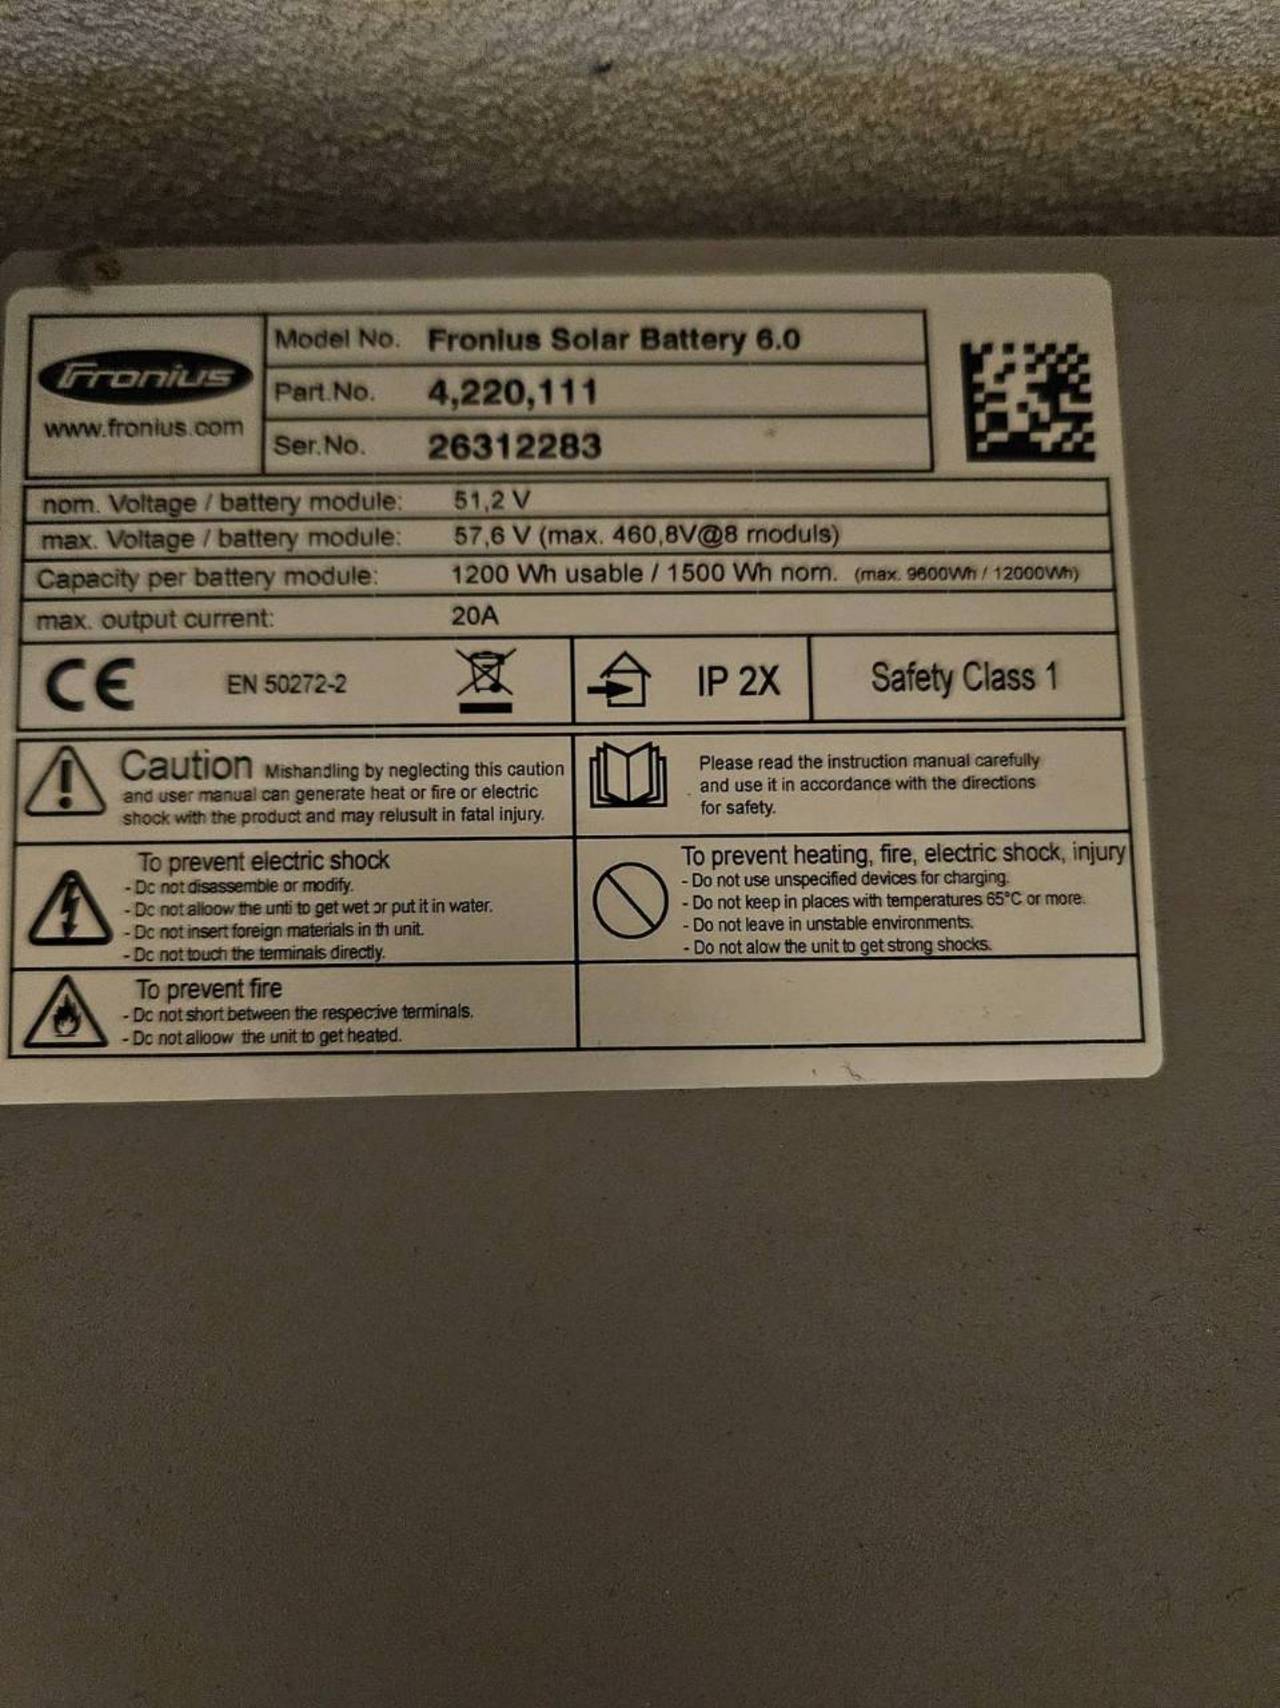 Fronius
www.fronius.com
Model No. Fronius Solar Battery 6.0
Part.No. 4,220,111
Ser.No. 26312283
nom. Voltage / battery module: 51,2 V
max. Voltage / battery module: 57,6 V (max. 460,8V@8 moduls)
Capacity per battery module: 1200 Wh usable / 1500 Wh nom. (max. 9600Wh / 12000Wh)
max. output current: 20A
CE EN 50272-2 IP 2X Safety Class 1
Caution Mishandling by neglecting this caution
and user manual can generate heat or fire or electric
shock with the product and may relusult in fatal injury.
Please read the instruction manual carefully
and use it in accordance with the directions
for safety.
To prevent electric shock
- Do not disassemble or modify.
- Do not alloow the unti to get wet or put it in water.
- Do not insert foreign materials in th unit.
- Do not touch the terminals directly.
To prevent heating, fire, electric shock, injury
- Do not use unspecified devices for charging.
- Do not keep in places with temperatures 65°C or more.
- Do not leave in unstable environments.
- Do not alow the unit to get strong shocks.
To prevent fire
- Do not short between the respective terminals.
- Do not alloow the unit to get heated.